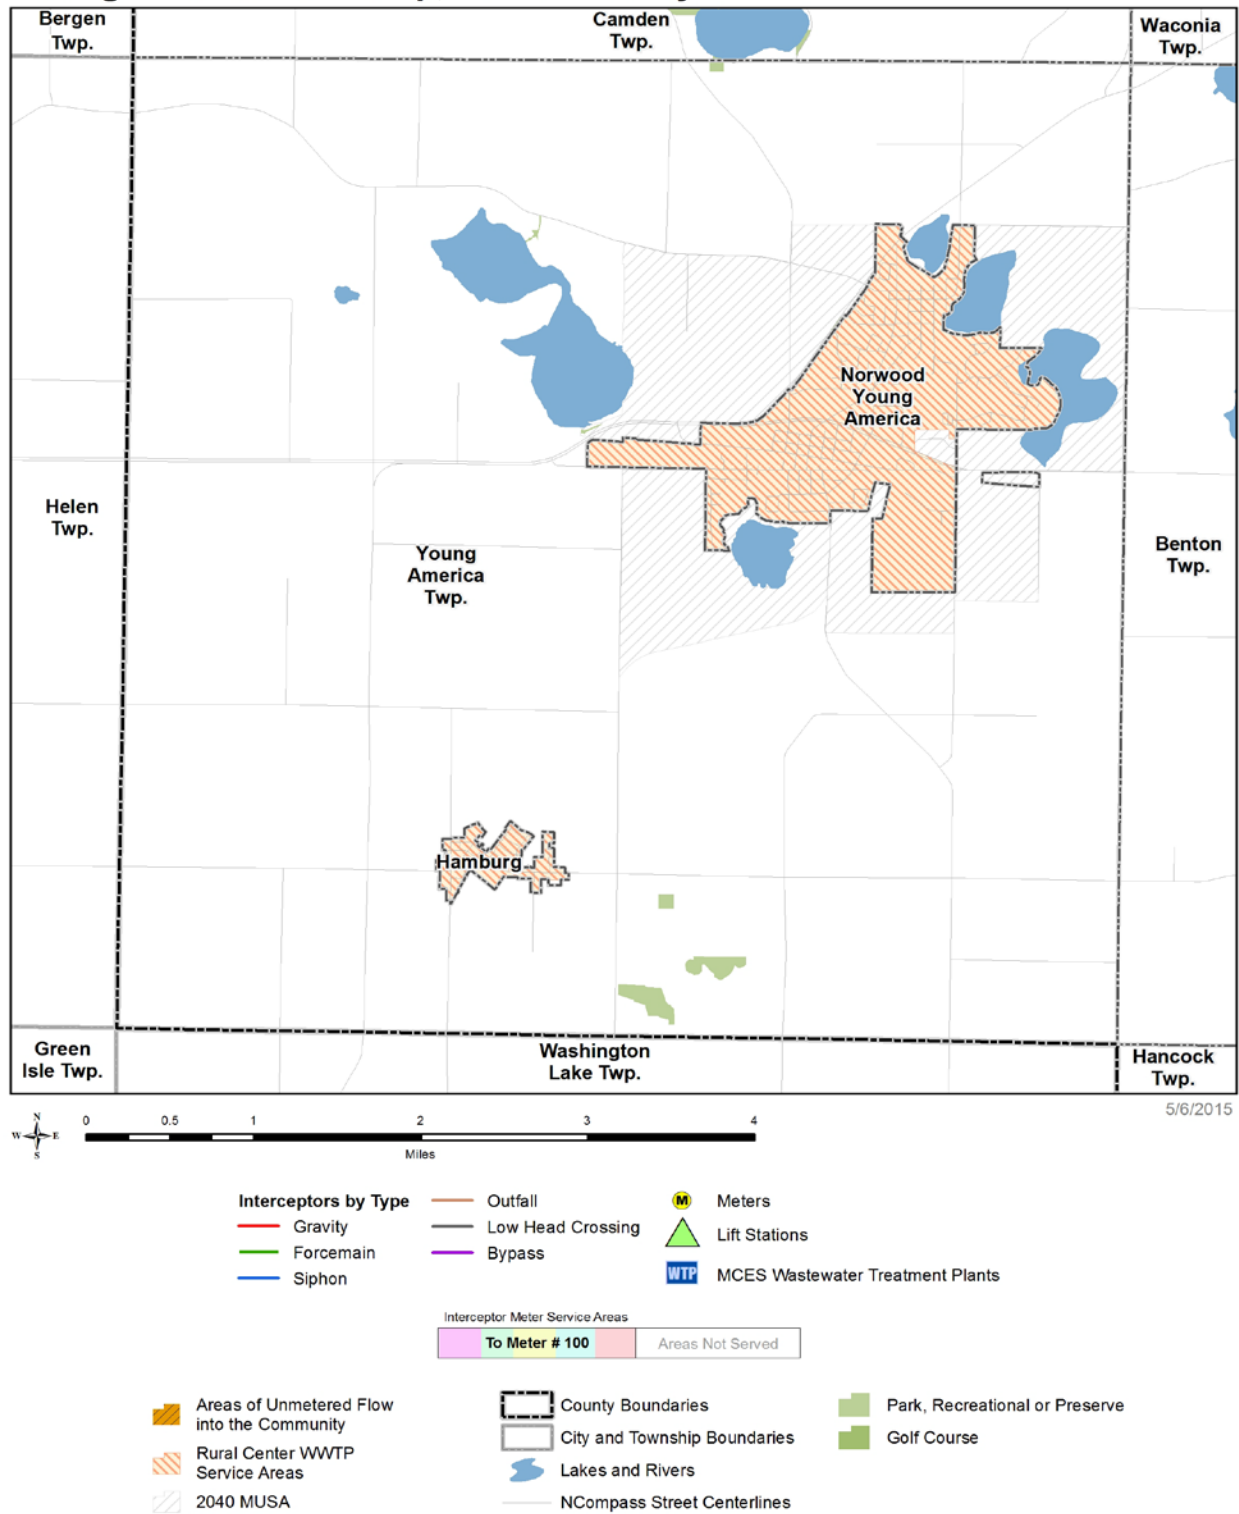 Bergen
Twp.
Camden
Twp.
Waconia
Twp.
Norwood
Young
America
Helen
Twp.
Young
America
Twp.
Benton
Twp.
Hamburg
Green
Isle Twp.
Washington
Lake Twp.
Hancock
Twp.
5/6/2015
N
W E
S
0 0.5 1 2 3 4
Miles
Interceptors by Type
Gravity
Forcemain
Siphon
Outfall
Low Head Crossing
Bypass
M Meters
Lift Stations
WTP MCES Wastewater Treatment Plants
Interceptor Meter Service Areas
To Meter # 100 Areas Not Served
Areas of Unmetered Flow
into the Community
Rural Center WWTP
Service Areas
2040 MUSA
County Boundaries
City and Township Boundaries
Lakes and Rivers
NCompass Street Centerlines
Park, Recreational or Preserve
Golf Course